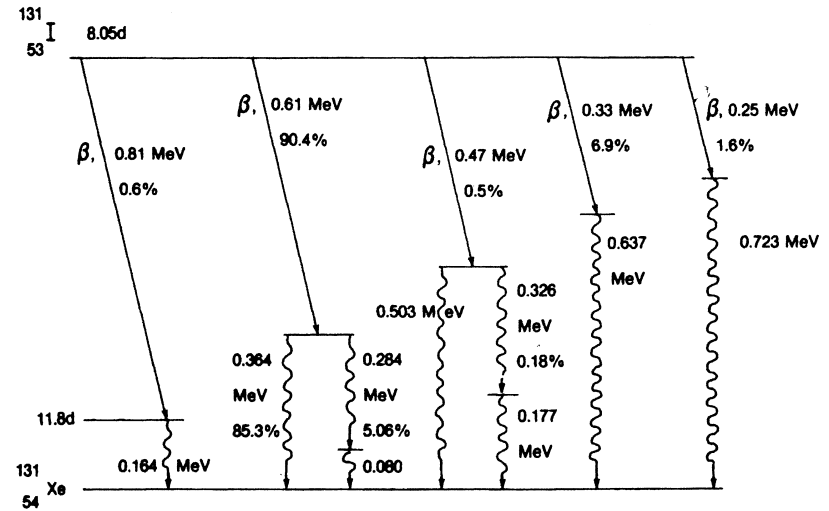 131
53 I 8.05d
β, 0.81 MeV
0.6%
β, 0.61 MeV
90.4%
β, 0.47 MeV
0.5%
β, 0.33 MeV
6.9%
β, 0.25 MeV
1.6%
0.364
MeV
85.3%
0.284
MeV
5.06%
0.080
0.503 MeV
0.326
MeV
0.18%
0.177
MeV
0.637
MeV
0.723 MeV
11.8d
0.164 MeV
131
54 Xe